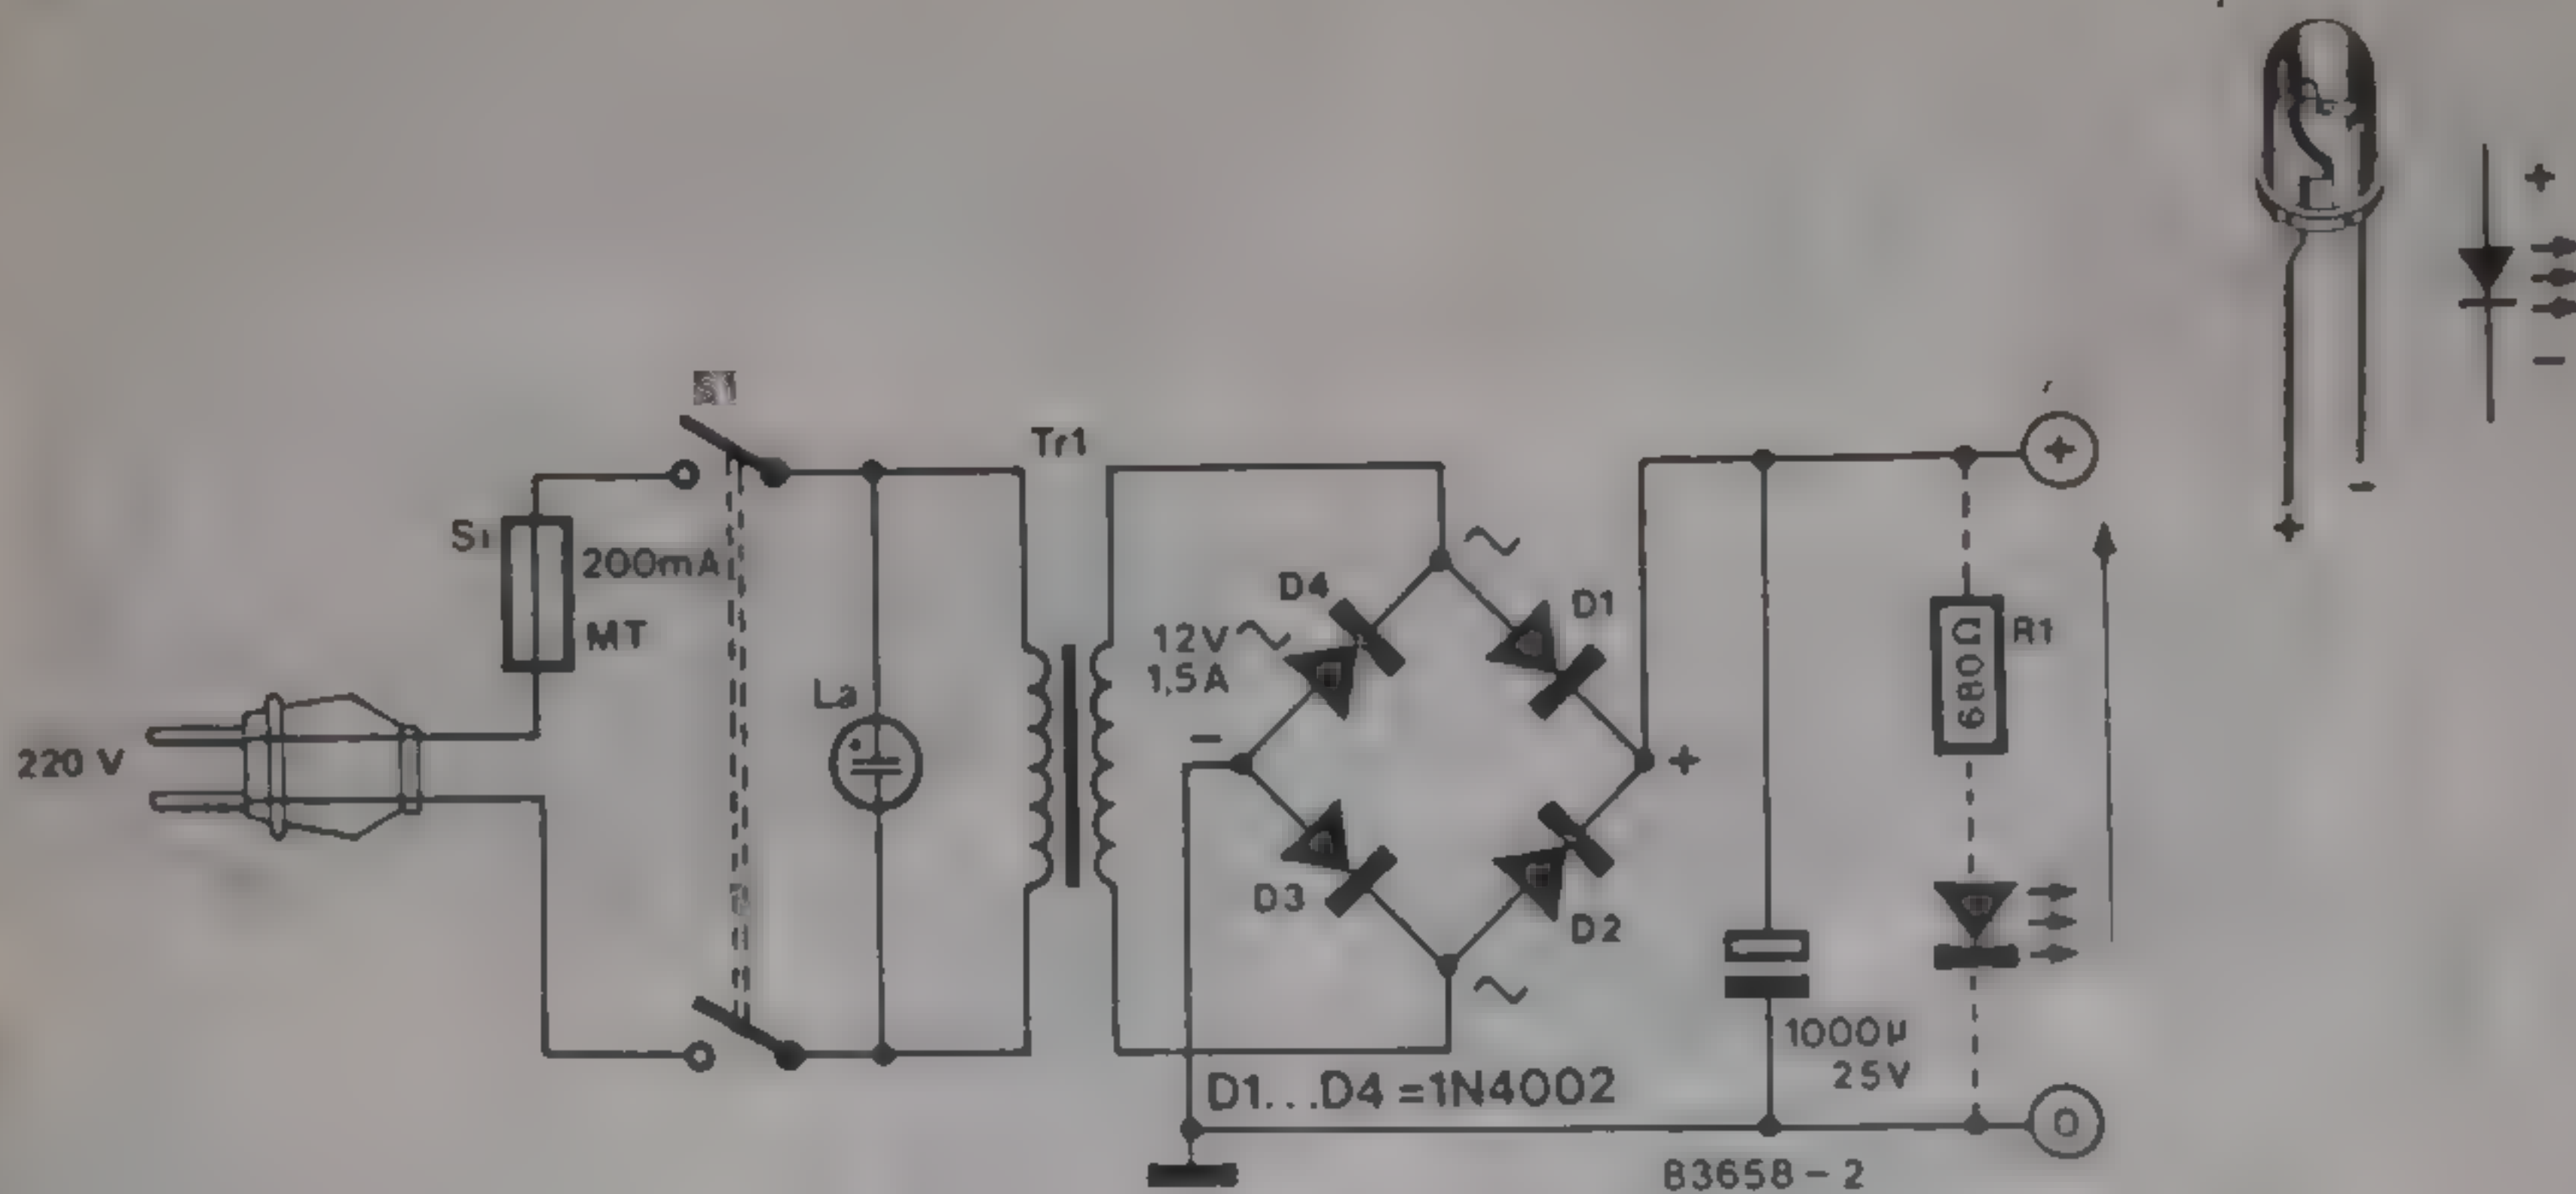 S1
Tr1
Si
200mA
MT
220 V
La
12V~
1,5A
D4
D1
D3
D2
~
~
-
+
+
R1
680Ω
1000µ
25V
D1...D4=1N4002
0
B3658-2
+
-
+
-